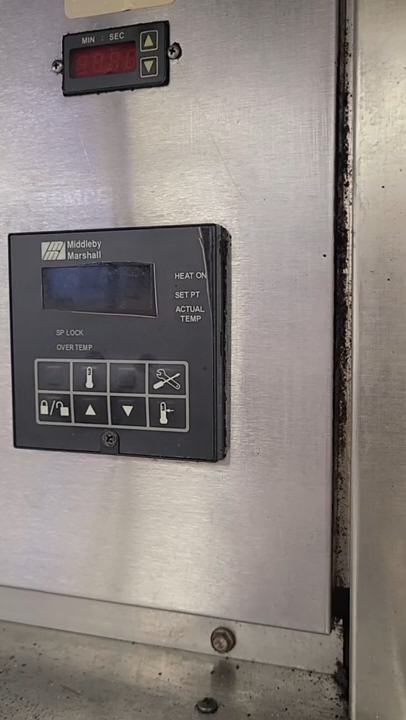 MIN : SEC
Middleby
Marshall
HEAT ON
SET PT
ACTUAL
TEMP
SP LOCK
OVER TEMP